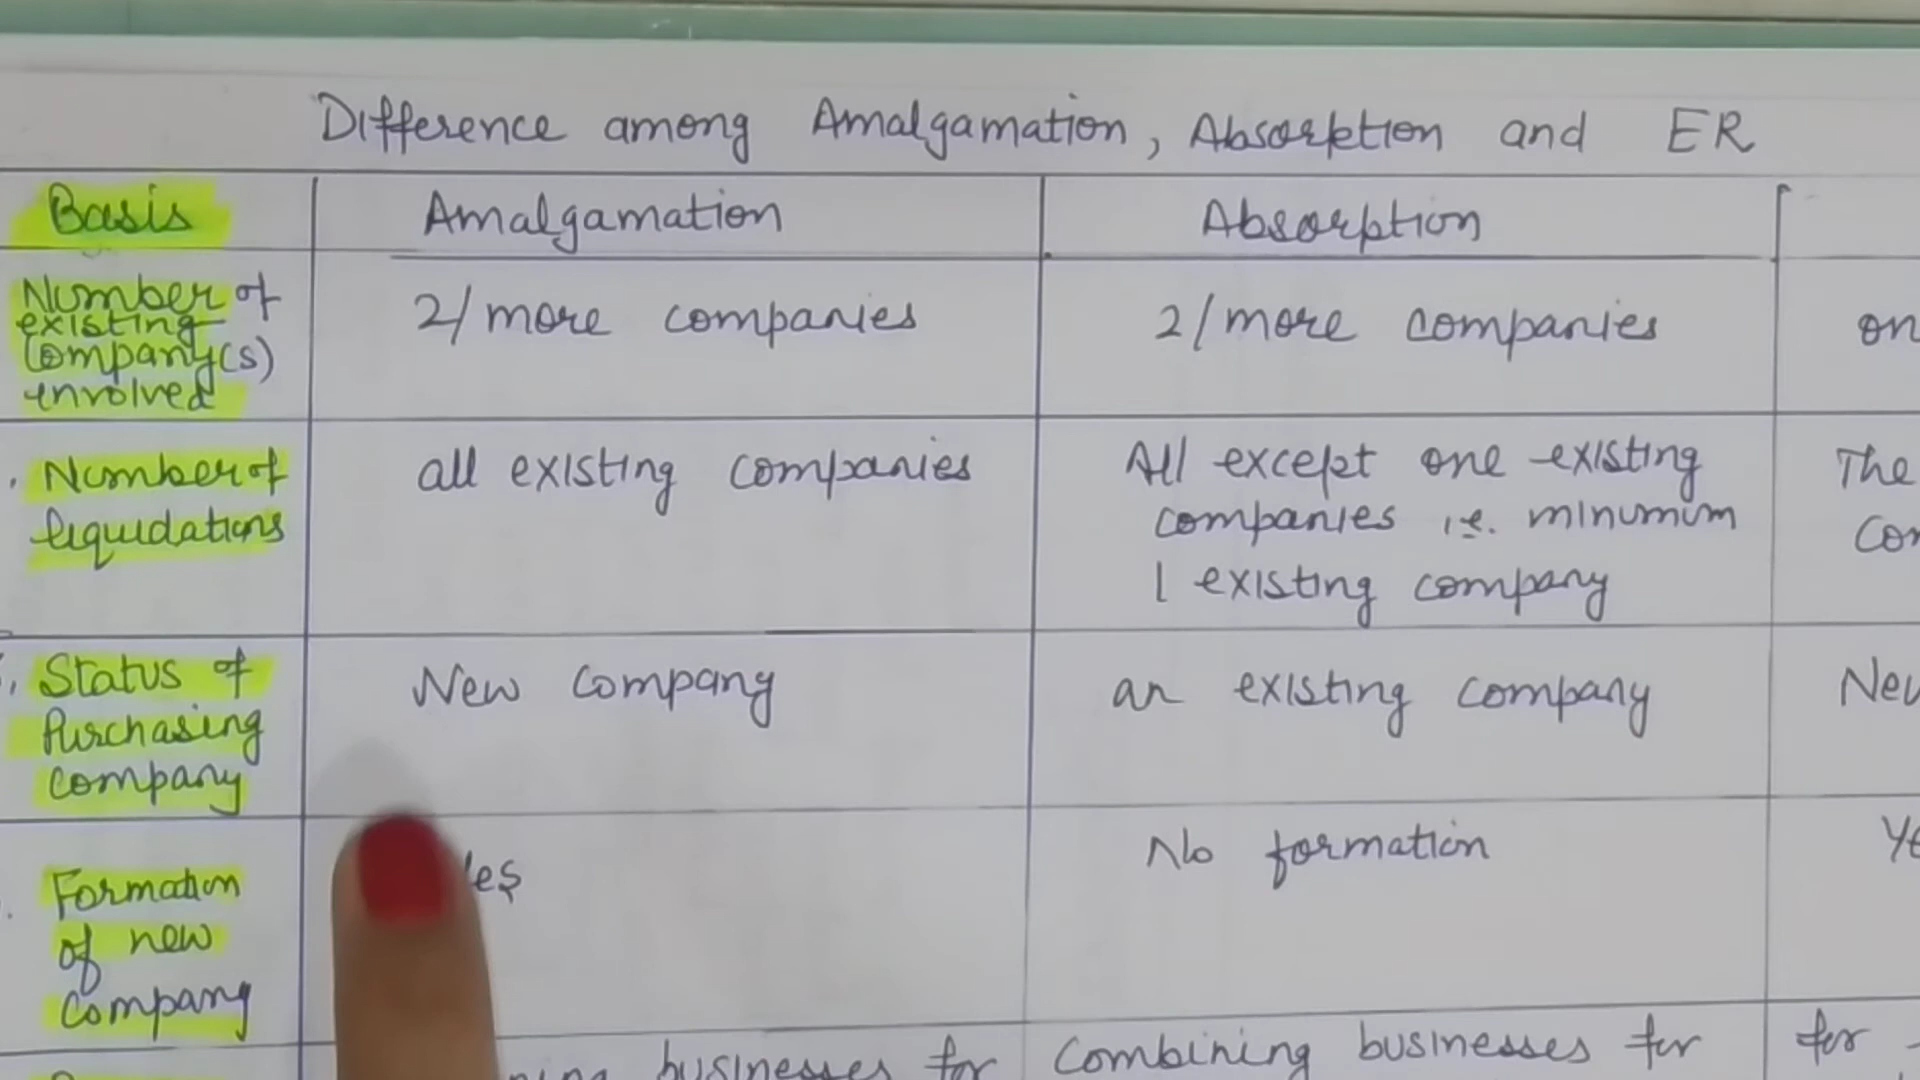 Difference among Amalgamation, Absorption and ER
Basis Amalgamation Absorption
Number of
existing
Company(s)
involved
2/more companies
2/more companies
Number of
liquidations
all existing companies
All except one existing
companies i.e. minimum
1 existing company
The
Status of
Purchasing
company
New Company
an existing company
Formation
of new
Company
No formation
businesses for
Combining businesses for
for